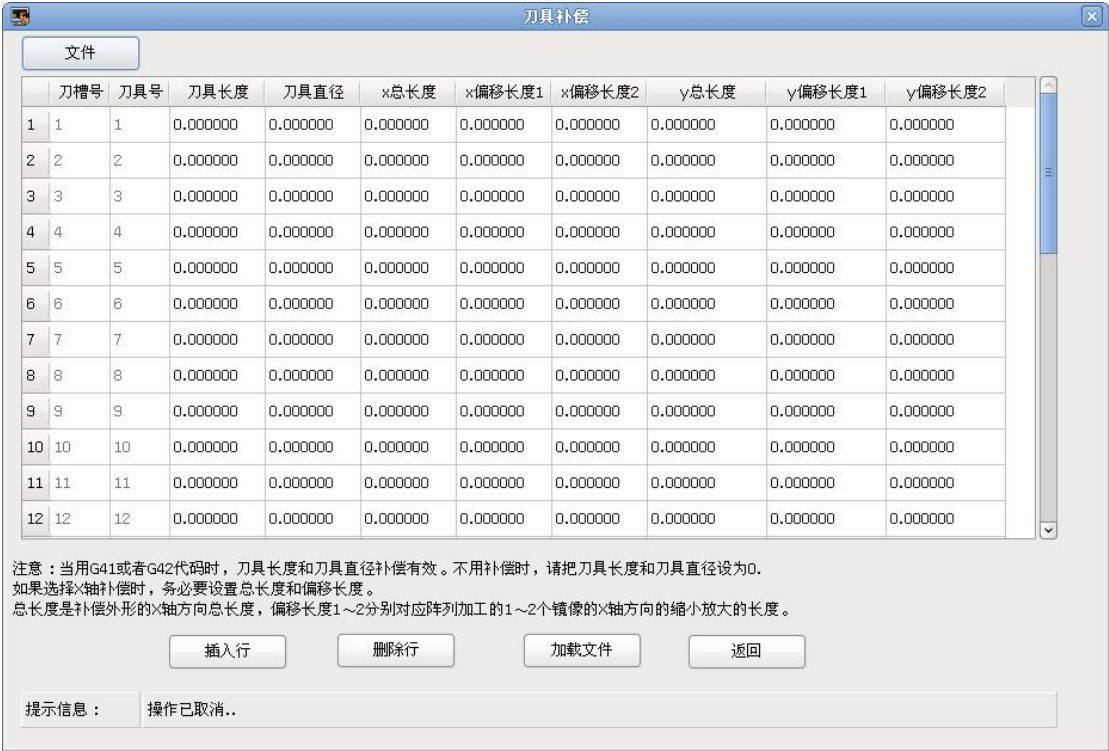 刀具补偿
文件
刀槽号 刀具号 刀具长度 刀具直径 x总长度 x偏移长度1 x偏移长度2 y总长度 y偏移长度1 y偏移长度2
1 1 1 0.000000 0.000000 0.000000 0.000000 0.000000 0.000000 0.000000 0.000000
2 2 2 0.000000 0.000000 0.000000 0.000000 0.000000 0.000000 0.000000 0.000000
3 3 3 0.000000 0.000000 0.000000 0.000000 0.000000 0.000000 0.000000 0.000000
4 4 4 0.000000 0.000000 0.000000 0.000000 0.000000 0.000000 0.000000 0.000000
5 5 5 0.000000 0.000000 0.000000 0.000000 0.000000 0.000000 0.000000 0.000000
6 6 6 0.000000 0.000000 0.000000 0.000000 0.000000 0.000000 0.000000 0.000000
7 7 7 0.000000 0.000000 0.000000 0.000000 0.000000 0.000000 0.000000 0.000000
8 8 8 0.000000 0.000000 0.000000 0.000000 0.000000 0.000000 0.000000 0.000000
9 9 9 0.000000 0.000000 0.000000 0.000000 0.000000 0.000000 0.000000 0.000000
10 10 10 0.000000 0.000000 0.000000 0.000000 0.000000 0.000000 0.000000 0.000000
11 11 11 0.000000 0.000000 0.000000 0.000000 0.000000 0.000000 0.000000 0.000000
12 12 12 0.000000 0.000000 0.000000 0.000000 0.000000 0.000000 0.000000 0.000000
注意：当用G41或者G42代码时，刀具长度和刀具直径补偿有效。不用补偿时，请把刀具长度和刀具直径设为0.
如果选择X轴补偿时，务必要设置总长度和偏移长度。
总长度是补偿外形的X轴方向总长度，偏移长度1～2分别对应阵列加工的1～2个镜像的X轴方向的缩小放大的长度。
插入行 删除行 加载文件 返回
提示信息： 操作已取消..